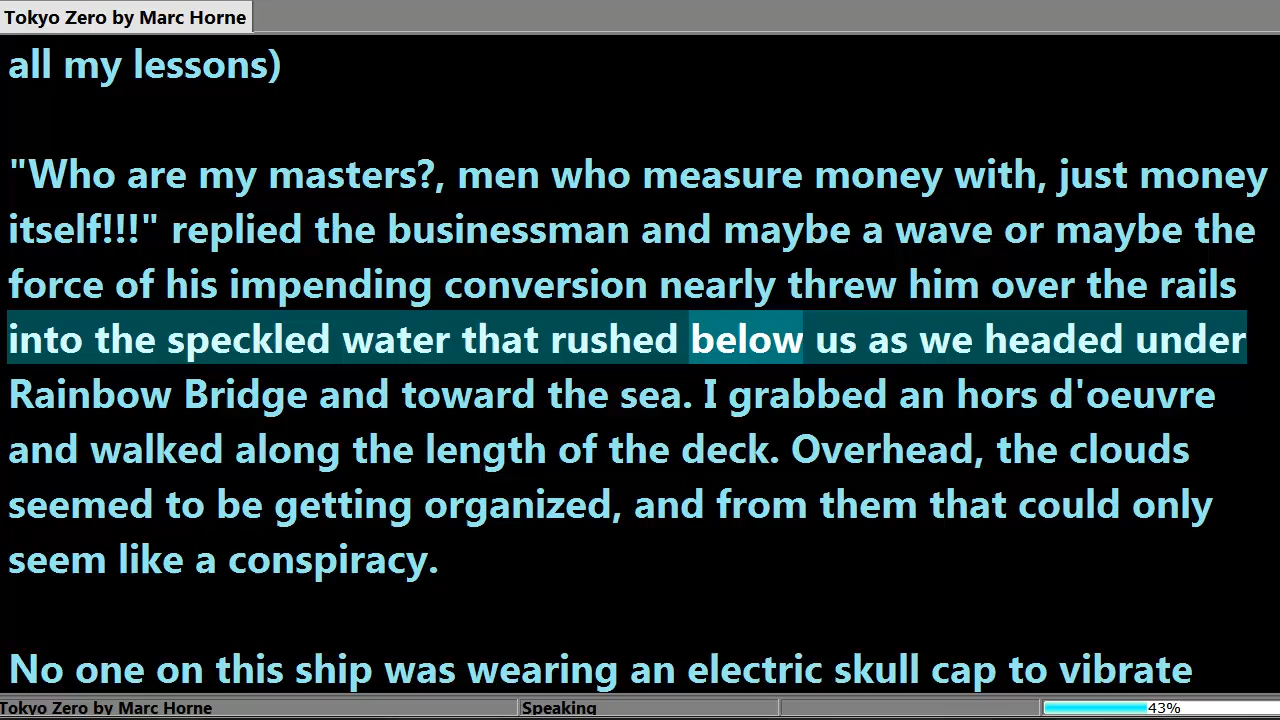 Tokyo Zero by Marc Horne
all my lessons)
"Who are my masters?, men who measure money with, just money
itself!!!" replied the businessman and maybe a wave or maybe the
force of his impending conversion nearly threw him over the rails
into the speckled water that rushed below us as we headed under
Rainbow Bridge and toward the sea. I grabbed an hors d'oeuvre
and walked along the length of the deck. Overhead, the clouds
seemed to be getting organized, and from them that could only
seem like a conspiracy.
No one on this ship was wearing an electric skull cap to vibrate
Tokyo Zero by Marc Horne
Speaking
43%